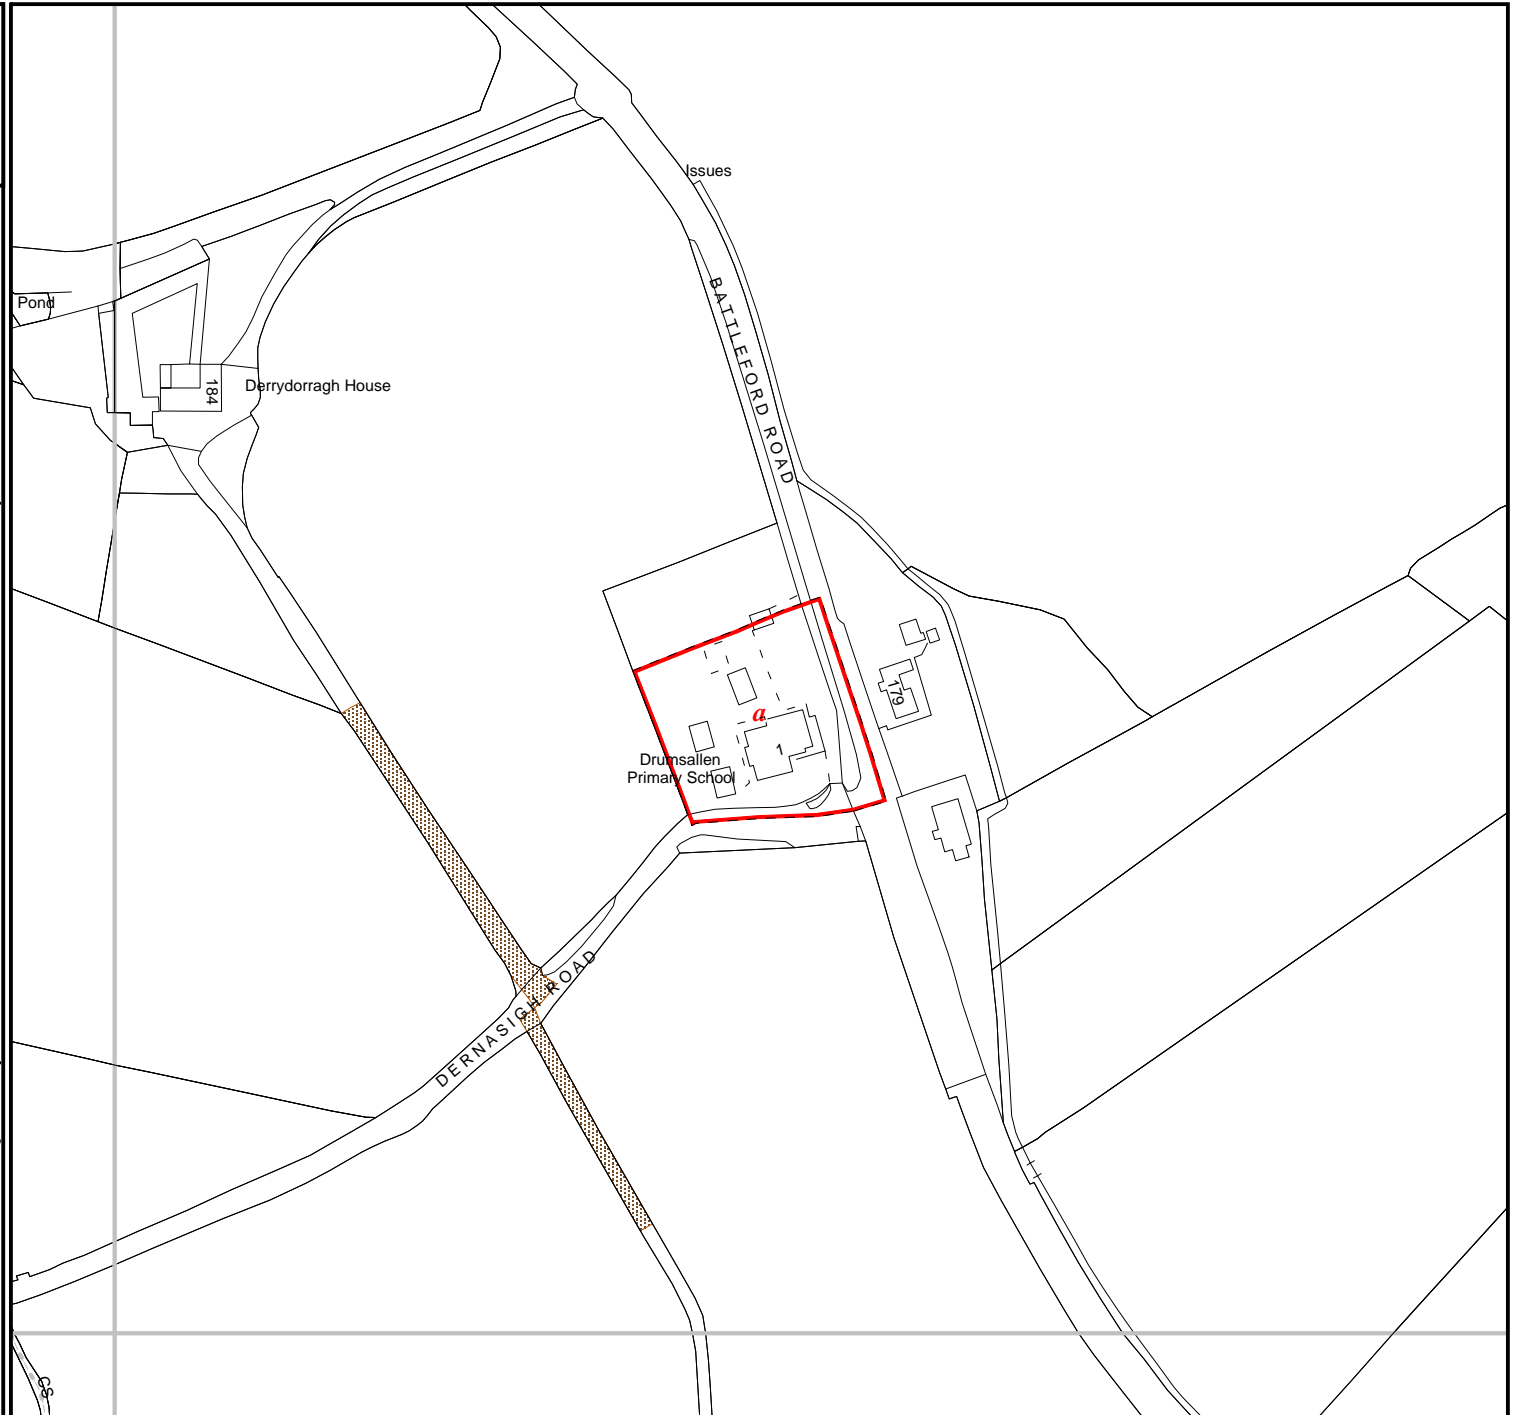 Issues
Pond
BATTLEFORD ROAD
184
Derrydorragh House
179
a
1
Drumsallen
Primary School
DERNASIGH ROAD
CS